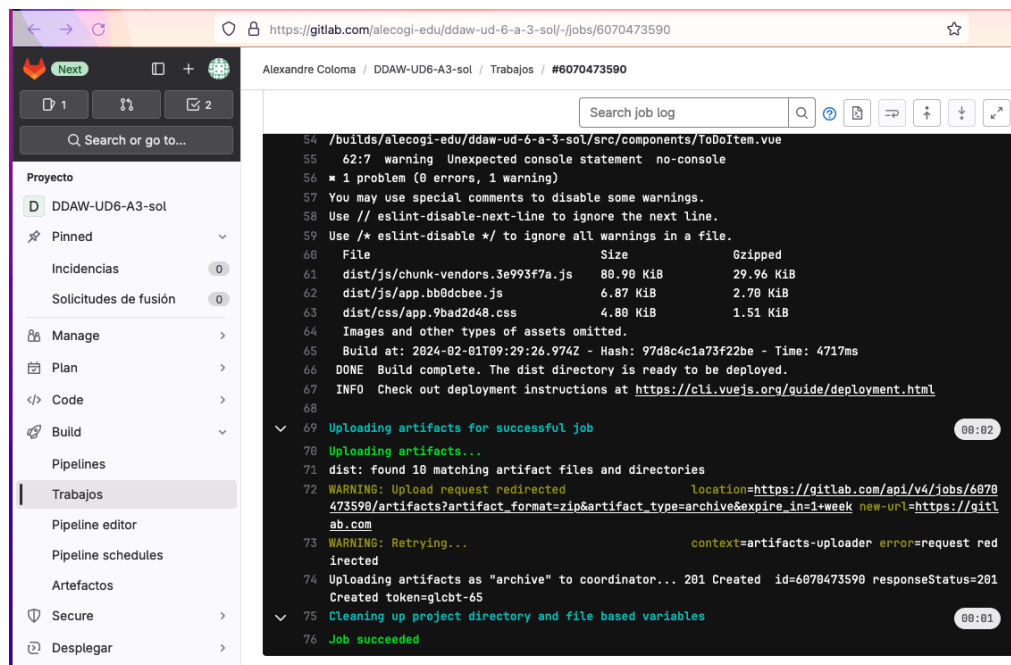 https://gitlab.com/alecogi-edu/ddaw-ud-6-a-3-sol/-/jobs/6070473590
Next
1
2
Search or go to...
Proyecto
D DDAW-UD6-A3-sol
Pinned
Incidencias 0
Solicitudes de fusión 0
Manage
Plan
Code
Build
Pipelines
Trabajos
Pipeline editor
Pipeline schedules
Artefactos
Secure
Desplegar
Alexandre Coloma / DDAW-UD6-A3-sol / Trabajos / #6070473590
Search job log
54 /builds/alecogi-edu/ddaw-ud-6-a-3-sol/src/components/ToDoItem.vue
55 62:7 warning Unexpected console statement no-console
56 ✖ 1 problem (0 errors, 1 warning)
57 You may use special comments to disable some warnings.
58 Use // eslint-disable-next-line to ignore the next line.
59 Use /* eslint-disable */ to ignore all warnings in a file.
60 File Size Gzipped
61 dist/js/chunk-vendors.3e993f7a.js 80.90 KiB 29.96 KiB
62 dist/js/app.bb0dcbee.js 6.87 KiB 2.70 KiB
63 dist/css/app.9bad2d48.css 4.80 KiB 1.51 KiB
64 Images and other types of assets omitted.
65 Build at: 2024-02-01T09:29:26.974Z - Hash: 97d8c4c1a73f22be - Time: 4717ms
66 DONE Build complete. The dist directory is ready to be deployed.
67 INFO Check out deployment instructions at https://cli.vuejs.org/guide/deployment.html
68
69 Uploading artifacts for successful job 00:02
70 Uploading artifacts...
71 dist: found 10 matching artifact files and directories
72 WARNING: Upload request redirected location=https://gitlab.com/api/v4/jobs/6070
473590/artifacts?artifact_format=zip&artifact_type=archive&expire_in=1+week new-url=https://gitl
ab.com
73 WARNING: Retrying... context=artifacts-uploader error=request red
irected
74 Uploading artifacts as "archive" to coordinator... 201 Created id=6070473590 responseStatus=201
Created token=glcbt-65
75 Cleaning up project directory and file based variables 00:01
76 Job succeeded